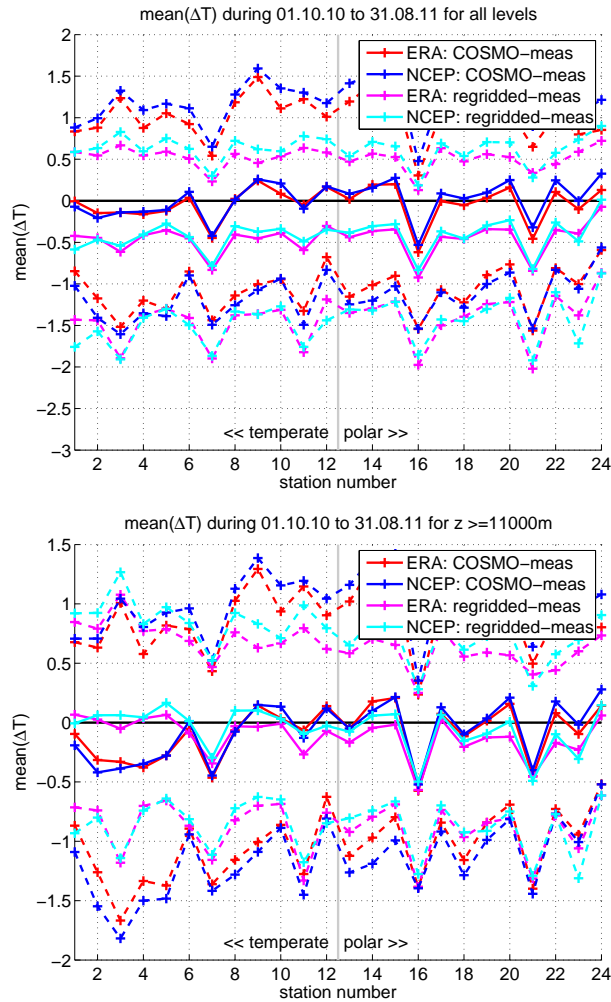 mean(ΔT) during 01.10.10 to 31.08.11 for all levels
2
1.5
1
0.5
0
−0.5
−1
−1.5
−2
−2.5
−3
mean(ΔT)
ERA: COSMO−meas
NCEP: COSMO−meas
ERA: regridded−meas
NCEP: regridded−meas
<< temperate polar >>
2 4 6 8 10 12 14 16 18 20 22 24
station number
mean(ΔT) during 01.10.10 to 31.08.11 for z >=11000m
1.5
1
0.5
0
−0.5
−1
−1.5
−2
mean(ΔT)
ERA: COSMO−meas
NCEP: COSMO−meas
ERA: regridded−meas
NCEP: regridded−meas
<< temperate polar >>
2 4 6 8 10 12 14 16 18 20 22 24
station number